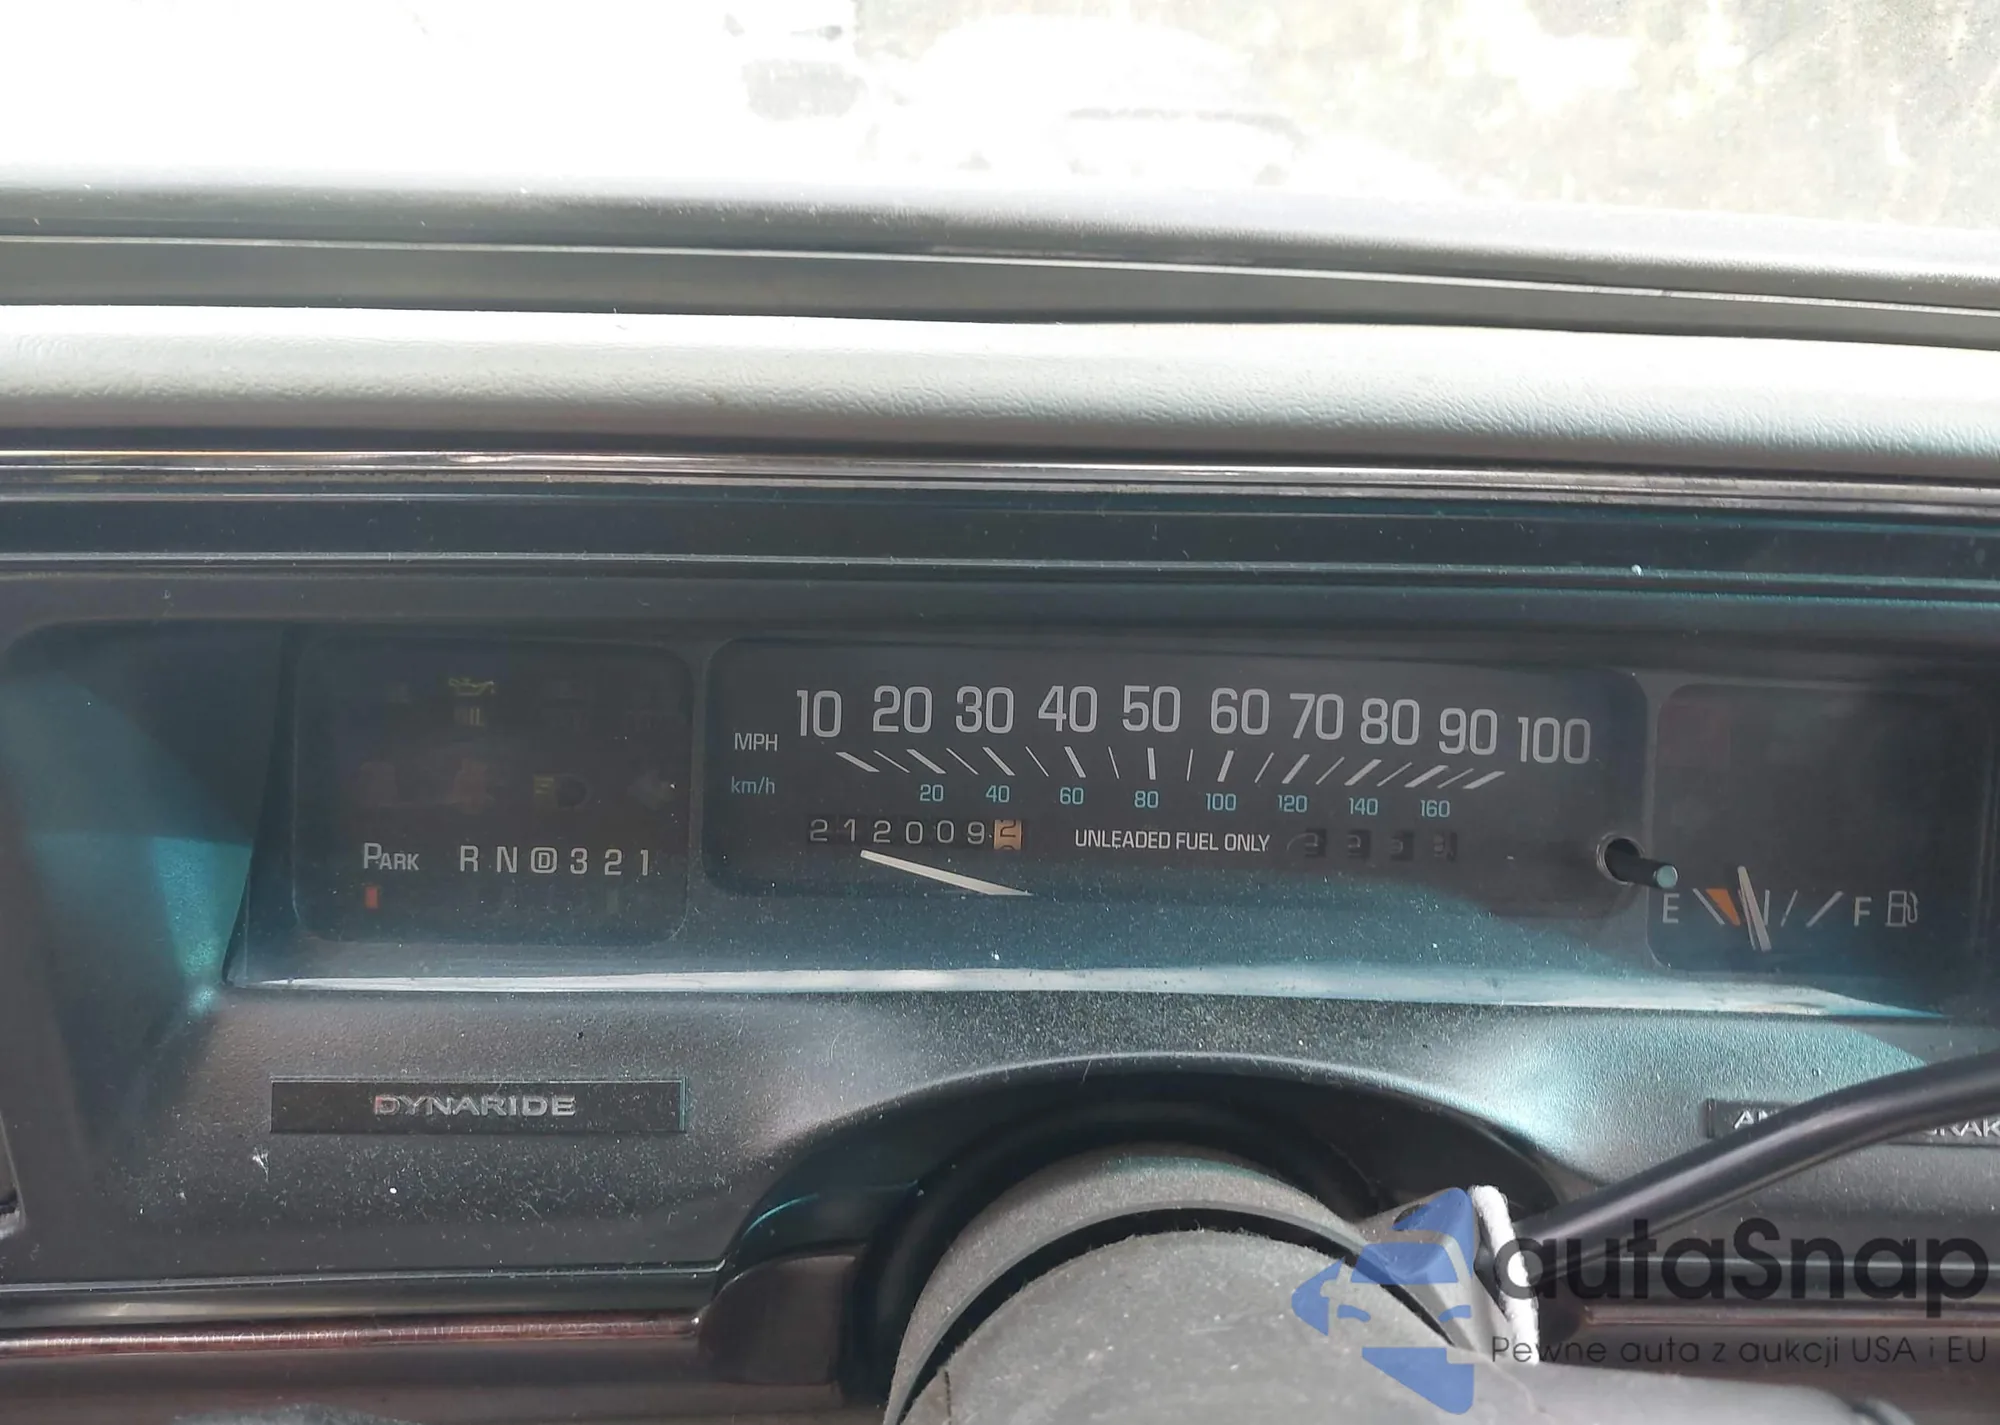 10 20 30 40 50 60 70 80 90 100
MPH
km/h
20 40 60 80 100 120 140 160
212009.2
UNLEADED FUEL ONLY
PARK R N D 3 2 1
E F
DYNARIDE
autaSnap
Pewne auta z aukcji USA i EU